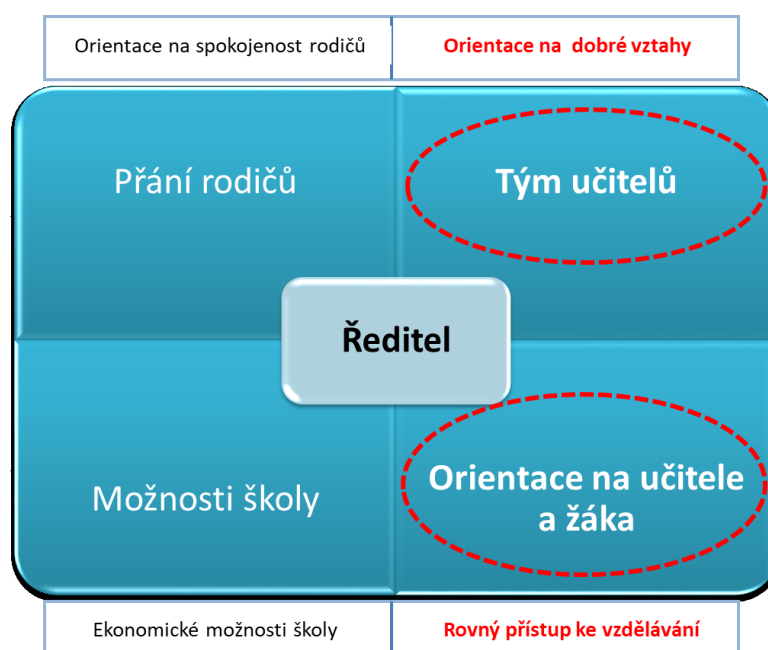 Orientace na spokojenost rodičů
Orientace na dobré vztahy
Přání rodičů
Tým učitelů
Ředitel
Možnosti školy
Orientace na učitele
a žáka
Ekonomické možnosti školy
Rovný přístup ke vzdělávání